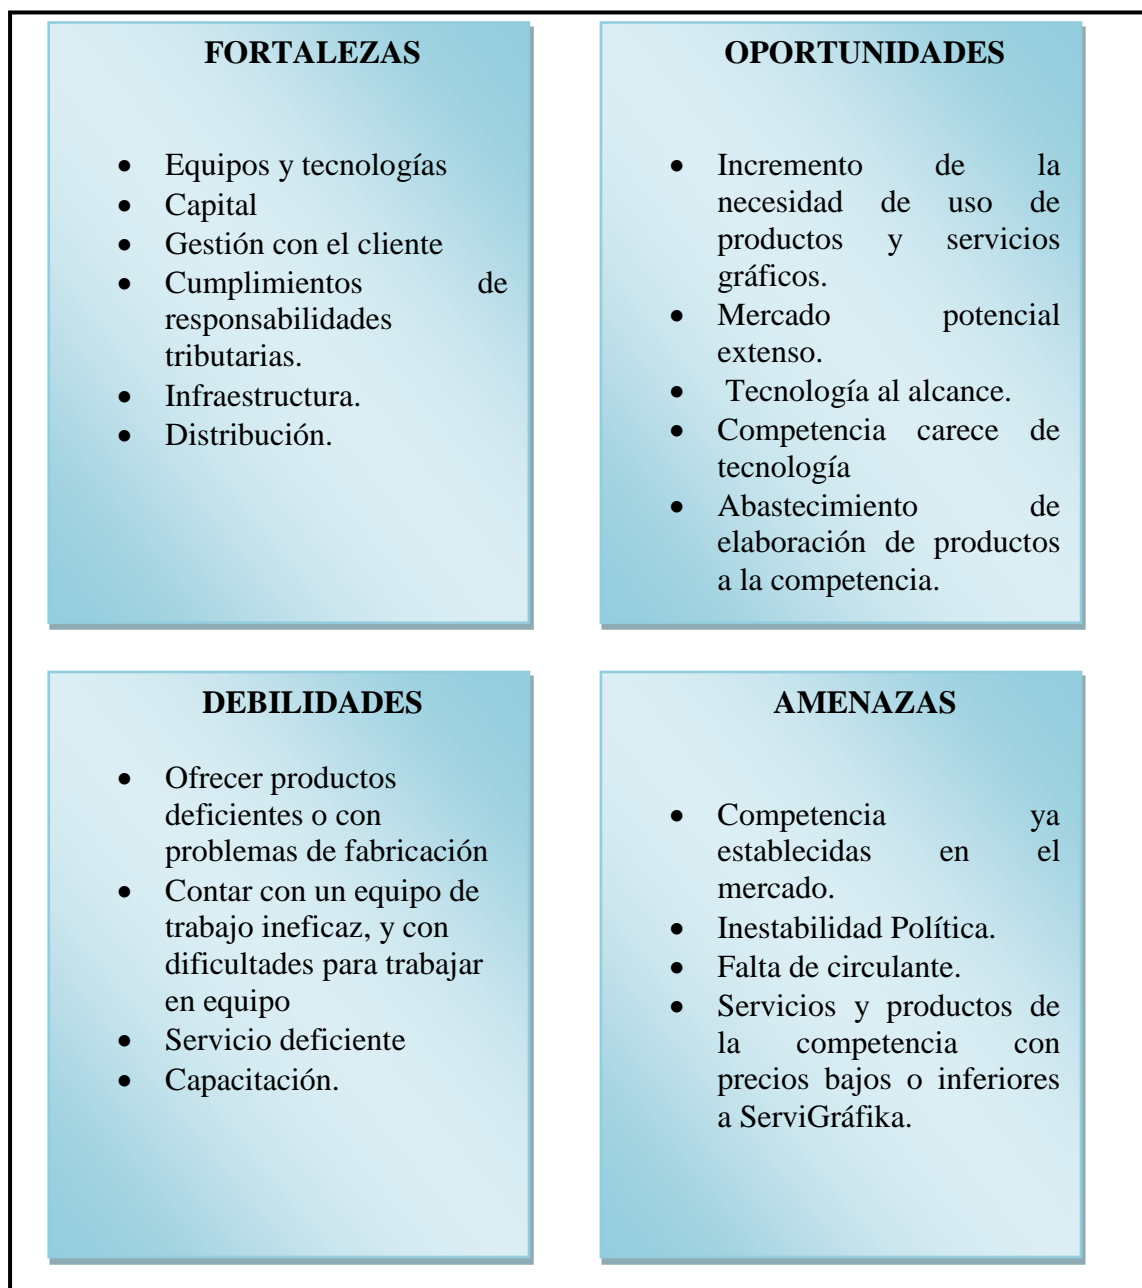 FORTALEZAS
• Equipos y tecnologías
• Capital
• Gestión con el cliente
• Cumplimientos de
responsabilidades
tributarias.
• Infraestructura.
• Distribución.
OPORTUNIDADES
• Incremento de la
necesidad de uso de
productos y servicios
gráficos.
• Mercado potencial
extenso.
• Tecnología al alcance.
• Competencia carece de
tecnología
• Abastecimiento de
elaboración de productos
a la competencia.
DEBILIDADES
• Ofrecer productos
deficientes o con
problemas de fabricación
• Contar con un equipo de
trabajo ineficaz, y con
dificultades para trabajar
en equipo
• Servicio deficiente
• Capacitación.
AMENAZAS
• Competencia ya
establecidas en el
mercado.
• Inestabilidad Política.
• Falta de circulante.
• Servicios y productos de
la competencia con
precios bajos o inferiores
a ServiGráfika.